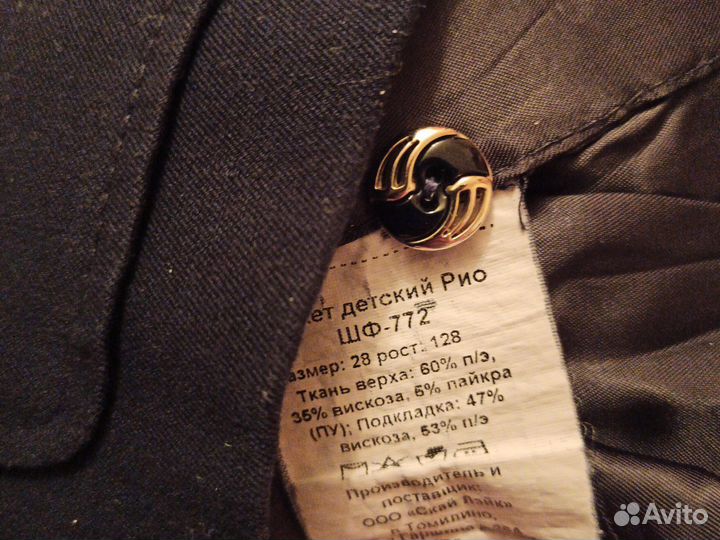 кет детский Рио
ШФ-772
азмер: 28 рост: 128
Ткань верха: 60% п/э,
35% вискоза, 5% лайкра
(ПУ); Подкладка: 47%
вискоза, 53% п/э
Производитель и
поставщик:
ООО «Скай Лэйк»
п Томилино,
Avito